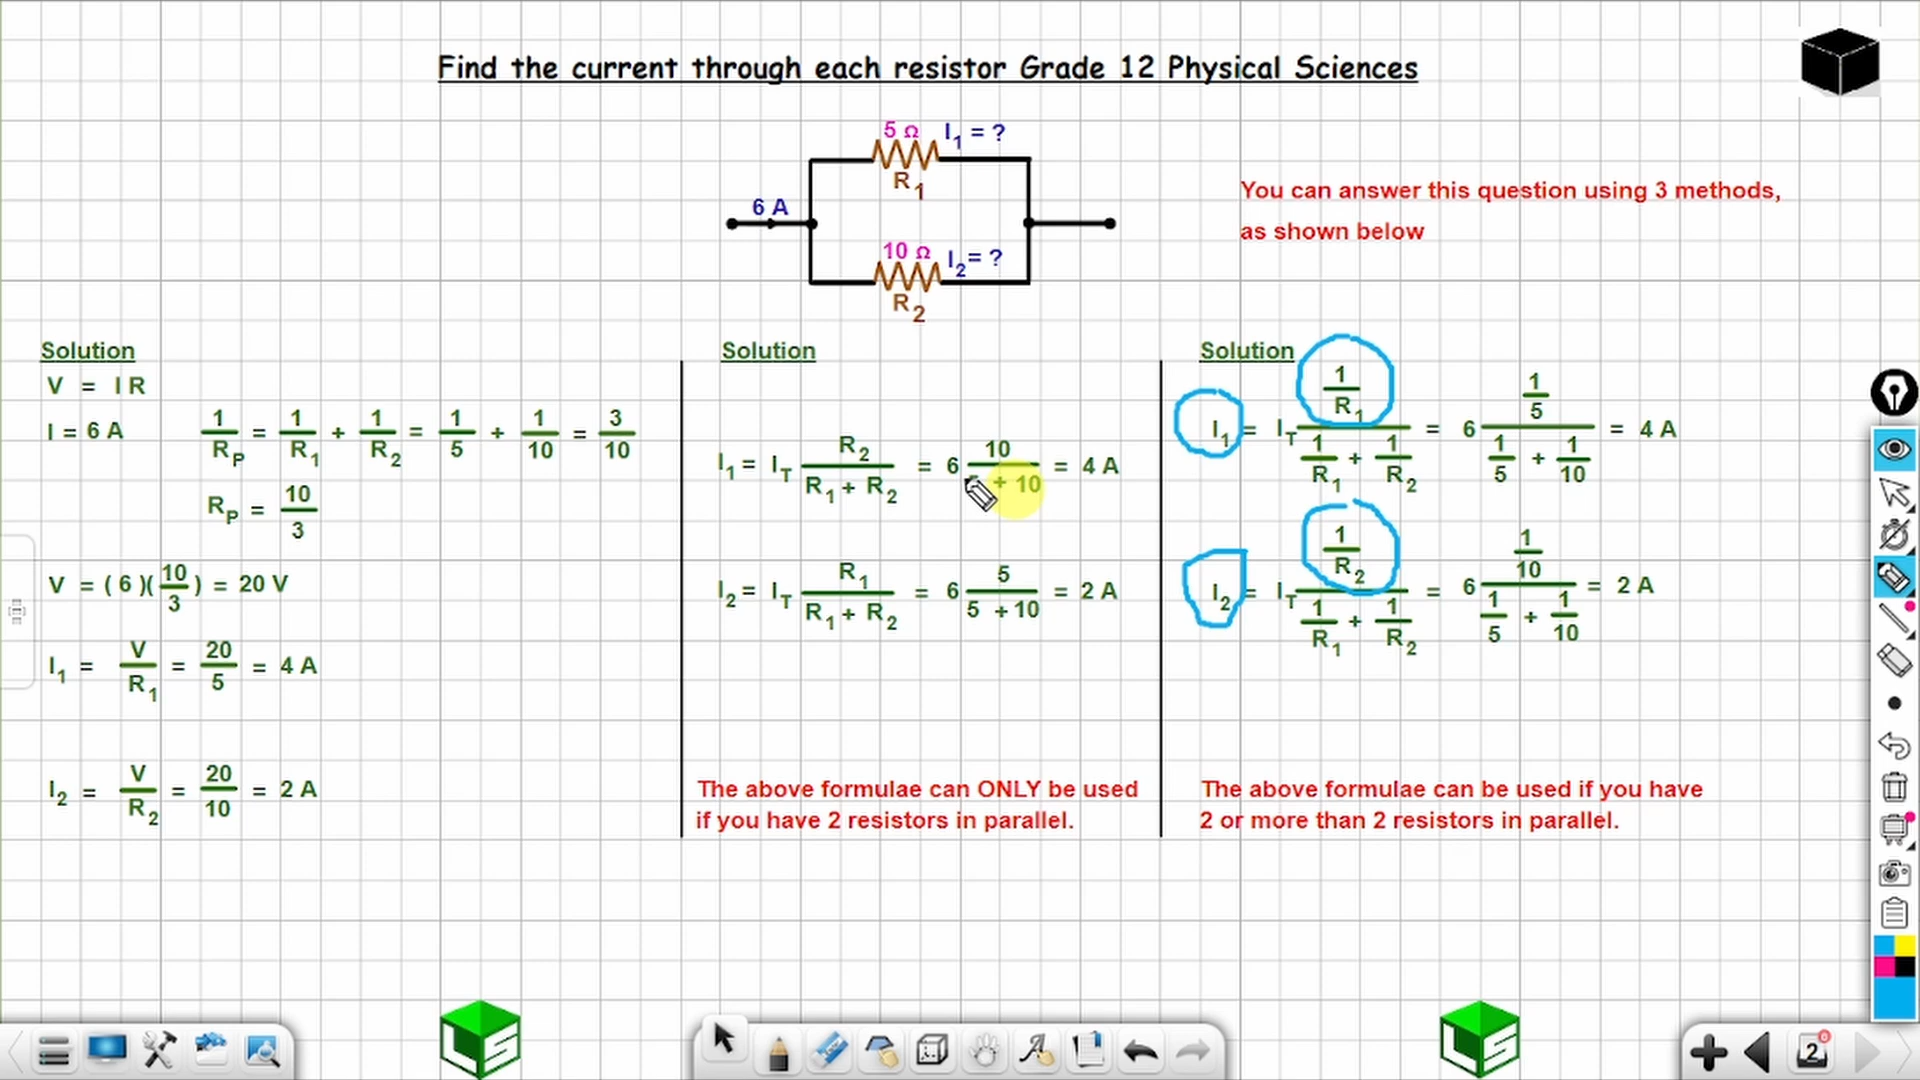 Find the current through each resistor Grade 12 Physical Sciences
5 Ω I1 = ?
R1
6 A
10 Ω I2 = ?
R2
You can answer this question using 3 methods,
as shown below
Solution
V = I R
I = 6 A
1/RP = 1/R1 + 1/R2 = 1/5 + 1/10 = 3/10
RP = 10/3
V = ( 6 )( 10/3 ) = 20 V
I1 = V/R1 = 20/5 = 4 A
I2 = V/R2 = 20/10 = 2 A
Solution
I1 = IT R2/(R1 + R2) = 6 10/( + 10) = 4 A
I2 = IT R1/(R1 + R2) = 6 5/(5 + 10) = 2 A
The above formulae can ONLY be used
if you have 2 resistors in parallel.
Solution
I1 = IT (1/R1)/(1/R1 + 1/R2) = 6 (1/5)/(1/5 + 1/10) = 4 A
I2 = IT (1/R2)/(1/R1 + 1/R2) = 6 (1/10)/(1/5 + 1/10) = 2 A
The above formulae can be used if you have
2 or more than 2 resistors in parallel.
LS
LS
2